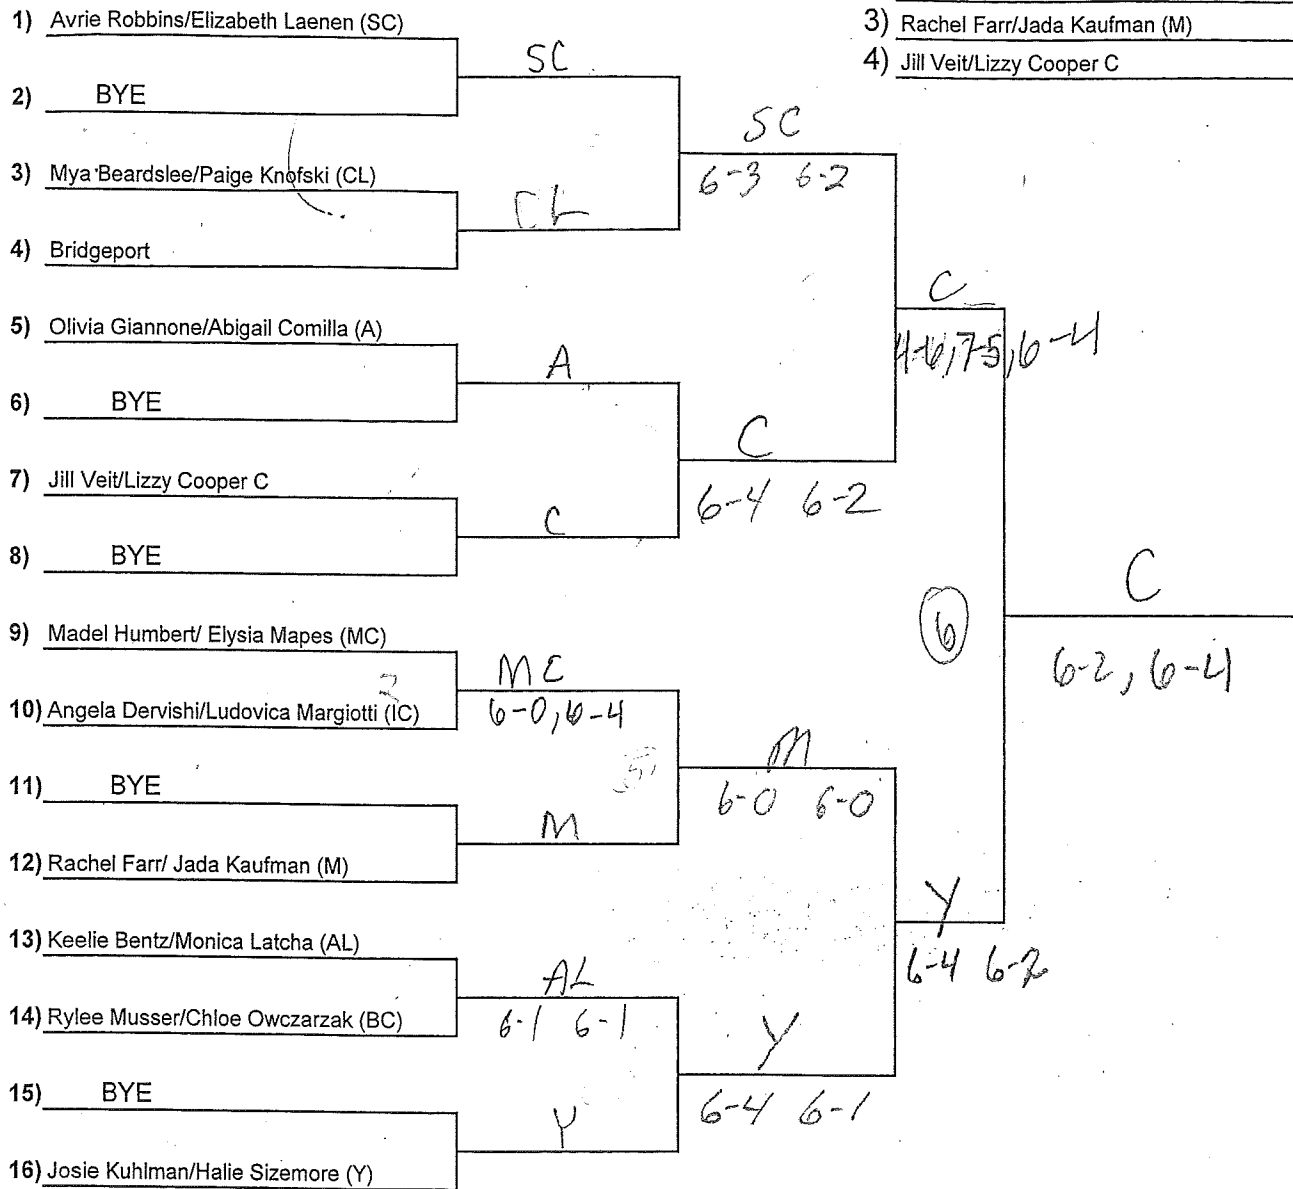 1) Avrie Robbins/Elizabeth Laenen (SC)
3) Rachel Farr/Jada Kaufman (M)
4) Jill Veit/Lizzy Cooper C
SC
2) BYE
SC
6-3 6-2
3) Mya Beardslee/Paige Knofski (CL)
CL
4) Bridgeport
C
5) Olivia Giannone/Abigail Comilla (A)
4-6, 7-5, 6-4
A
6) BYE
C
7) Jill Veit/Lizzy Cooper C
6-4 6-2
C
8) BYE
C
9) Madel Humbert/ Elysia Mapes (MC)
6
6-2, 6-4
MC
10) Angela Dervishi/Ludovica Margiotti (IC)
6-0, 6-4
M
11) BYE
6-0 6-0
M
12) Rachel Farr/ Jada Kaufman (M)
Y
13) Keelie Bentz/Monica Latcha (AL)
6-4 6-2
AL
14) Rylee Musser/Chloe Owczarzak (BC)
6-1 6-1
Y
15) BYE
6-4 6-1
Y
16) Josie Kuhlman/Halie Sizemore (Y)